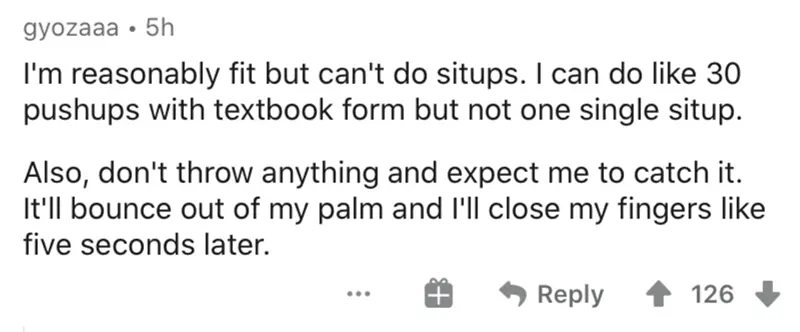 gyozaaa • 5h
I'm reasonably fit but can't do situps. I can do like 30
pushups with textbook form but not one single situp.
Also, don't throw anything and expect me to catch it.
It'll bounce out of my palm and I'll close my fingers like
five seconds later.
Reply 126